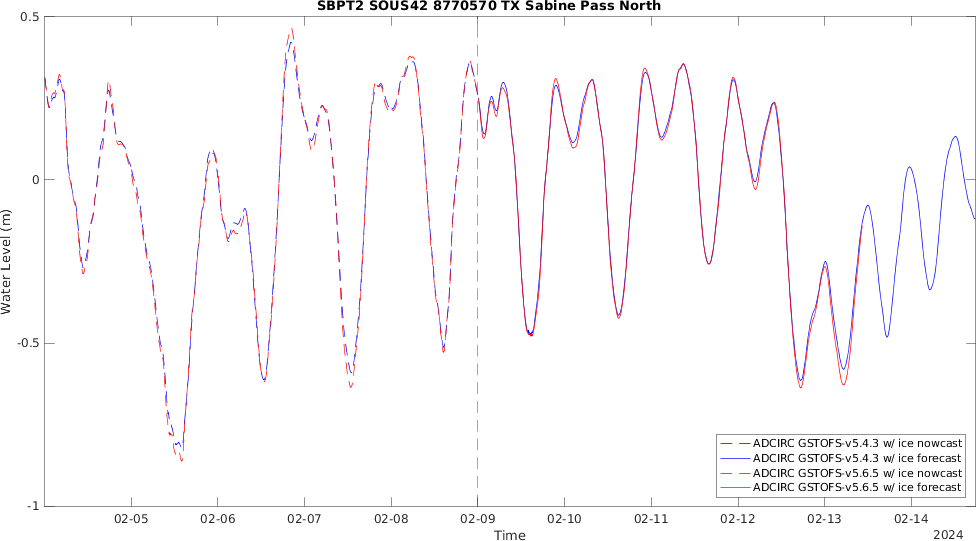 SBPT2 SOUS42 8770570 TX Sabine Pass North
0.5
0
-0.5
-1
Water Level (m)
02-05 02-06 02-07 02-08 02-09 02-10 02-11 02-12 02-13 02-14
Time
2024
ADCIRC GSTOFS-v5.4.3 w/ ice nowcast
ADCIRC GSTOFS-v5.4.3 w/ ice forecast
ADCIRC GSTOFS-v5.6.5 w/ ice nowcast
ADCIRC GSTOFS-v5.6.5 w/ ice forecast